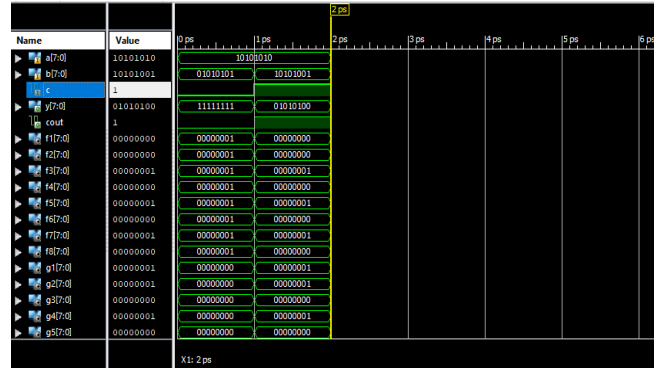 2 ps
Name Value 0 ps 1 ps 2 ps 3 ps 4 ps 5 ps 6 ps
a[7:0] 10101010 10101010
b[7:0] 10101001 01010101 10101001
c 1
y[7:0] 01010100 11111111 01010100
cout 1
f1[7:0] 00000000 00000001 00000000
f2[7:0] 00000000 00000001 00000000
f3[7:0] 00000001 00000001 00000001
f4[7:0] 00000000 00000001 00000000
f5[7:0] 00000001 00000001 00000001
f6[7:0] 00000000 00000001 00000000
f7[7:0] 00000001 00000001 00000001
f8[7:0] 00000000 00000001 00000000
g1[7:0] 00000001 00000000 00000001
g2[7:0] 00000001 00000000 00000001
g3[7:0] 00000000 00000000 00000000
g4[7:0] 00000001 00000000 00000001
g5[7:0] 00000000 00000000 00000000
X1: 2 ps